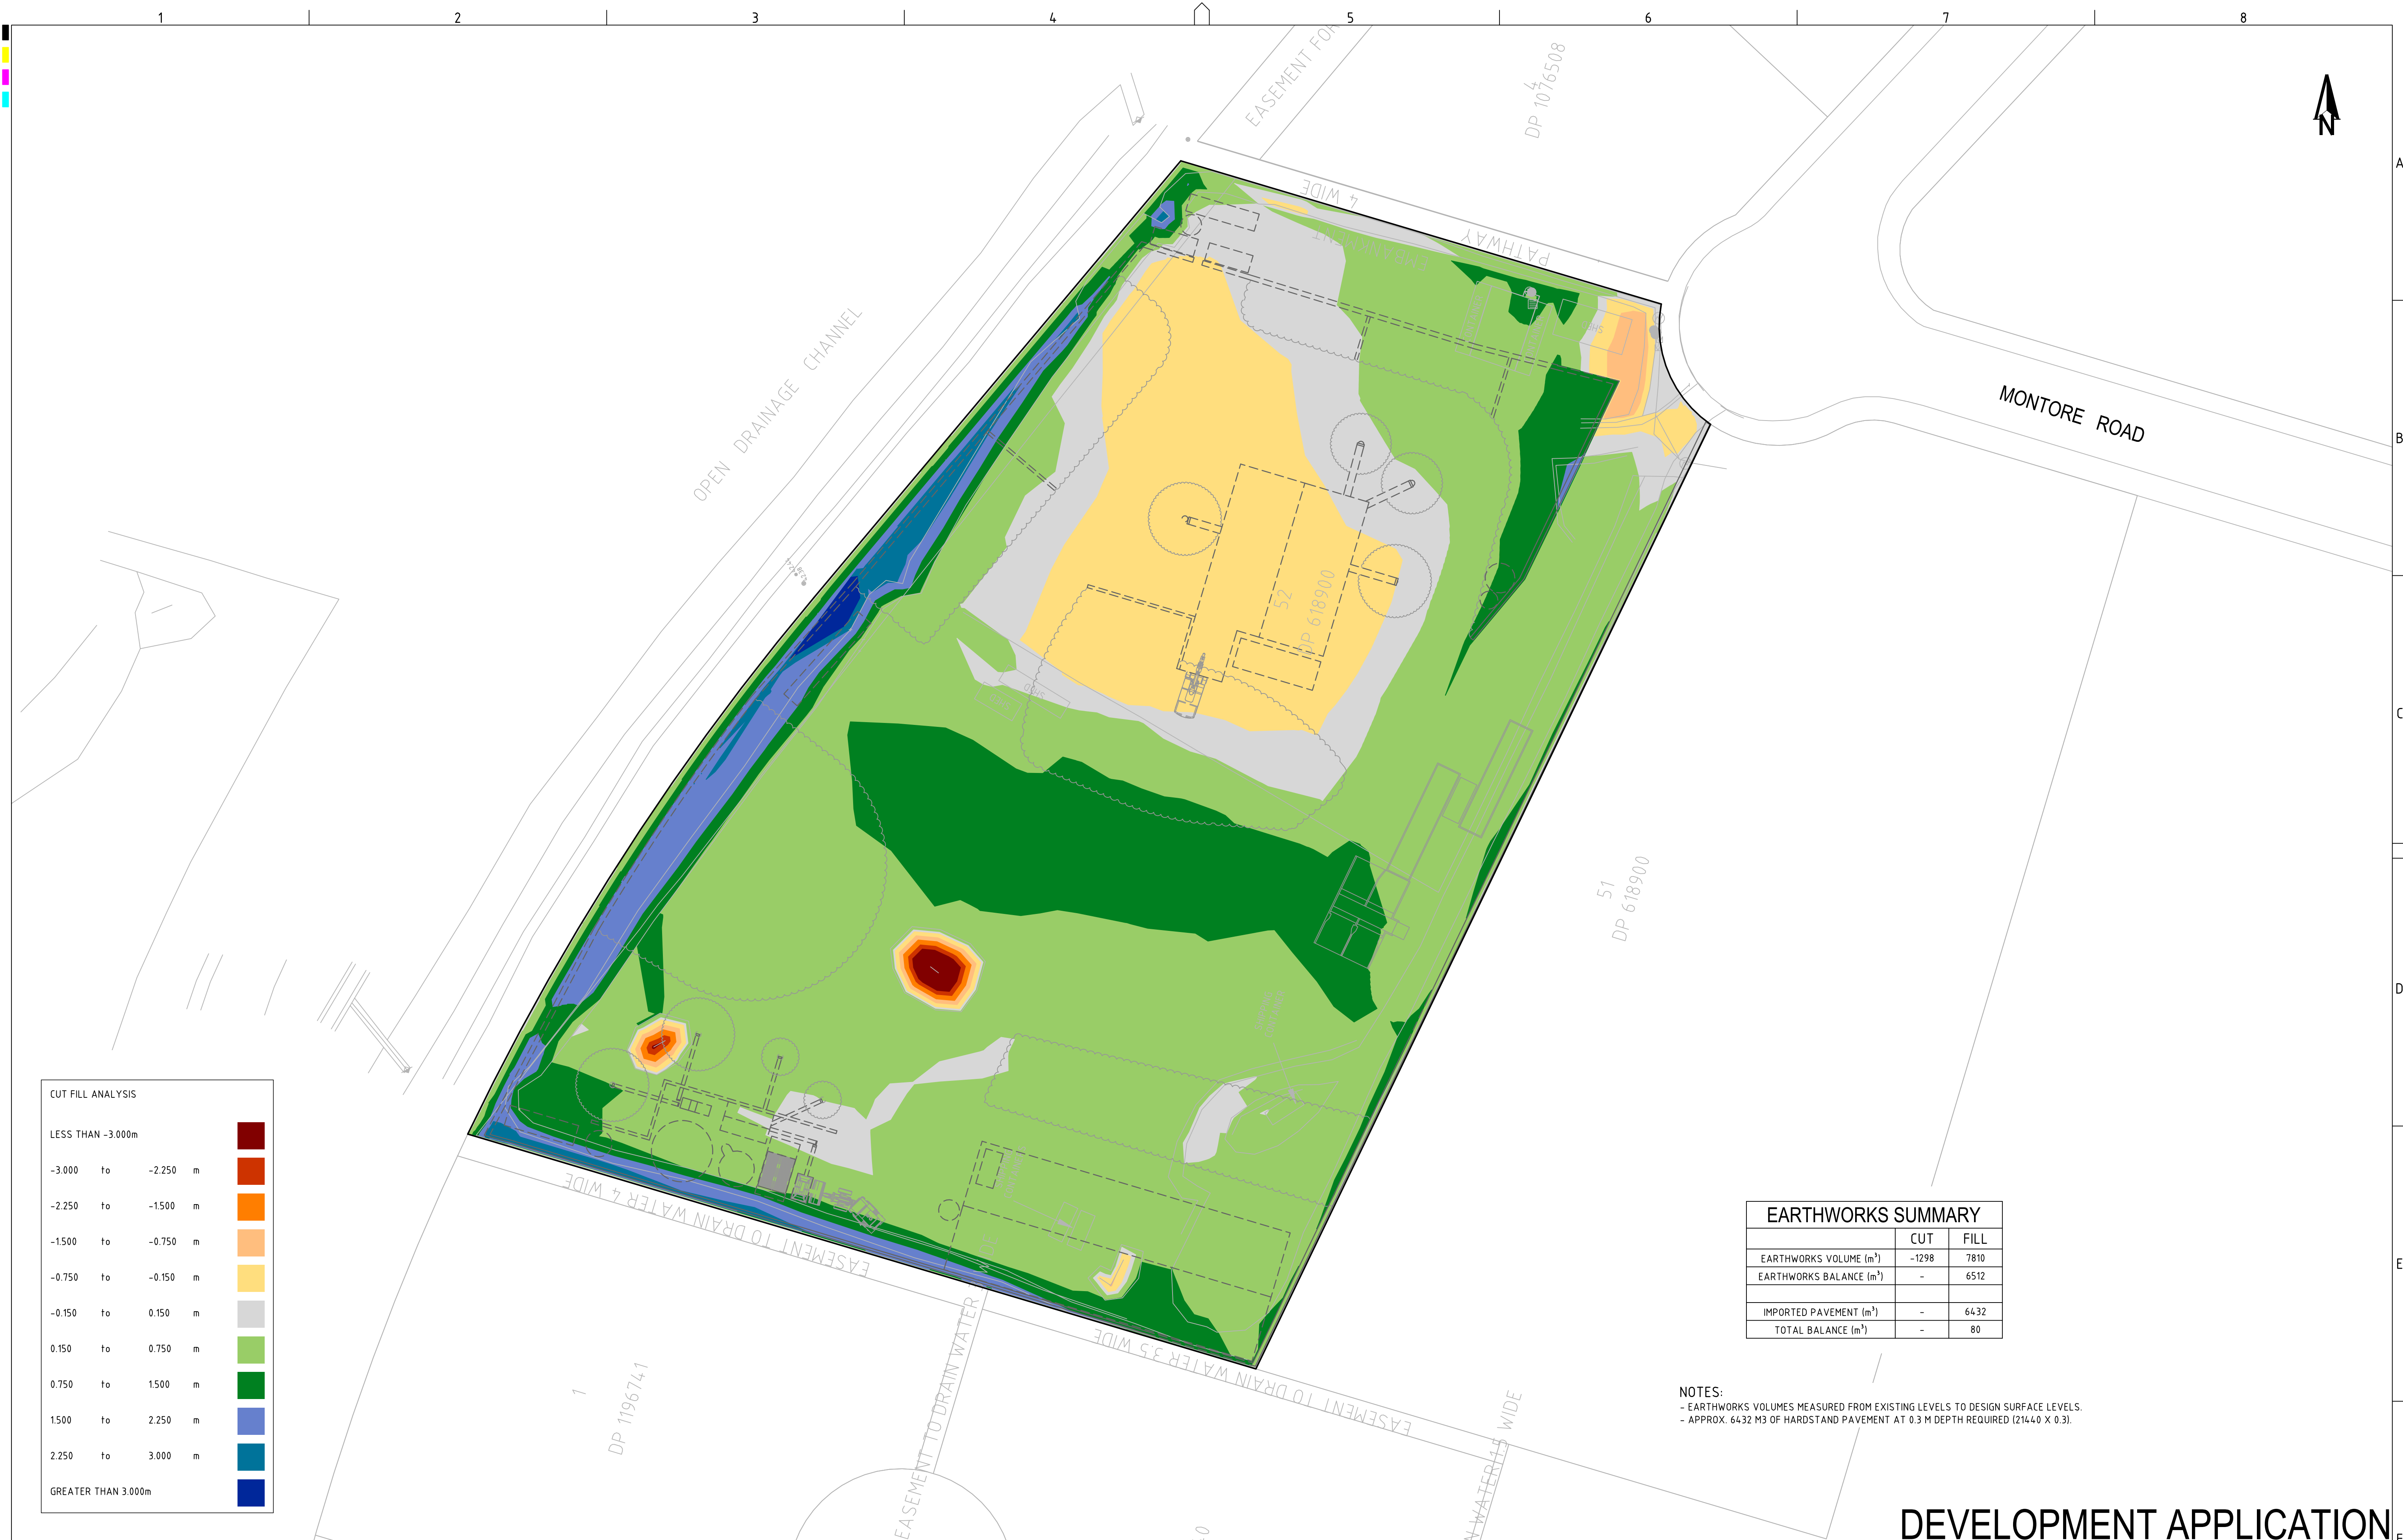 1 2 3 4 5 6 7 8
A
B
C
D
E
F
EASEMENT FOR
4
DP 1076508
N
4 WIDE
PATHWAY
OPEN DRAINAGE CHANNEL
MONTORE ROAD
52
DP 618900
SHED
51
DP 618900
EASEMENT TO DRAIN WATER 4 WIDE
EASEMENT TO DRAIN WATER 3.5 WIDE
EASEMENT TO DRAIN WATER
N WATER 1.5 WIDE
1
DP 1196741
CUT FILL ANALYSIS
LESS THAN -3.000m
-3.000 to -2.250 m
-2.250 to -1.500 m
-1.500 to -0.750 m
-0.750 to -0.150 m
-0.150 to 0.150 m
0.150 to 0.750 m
0.750 to 1.500 m
1.500 to 2.250 m
2.250 to 3.000 m
GREATER THAN 3.000m
EARTHWORKS SUMMARY
CUT FILL
EARTHWORKS VOLUME (m³) -1298 7810
EARTHWORKS BALANCE (m³) - 6512
IMPORTED PAVEMENT (m³) - 6432
TOTAL BALANCE (m³) - 80
NOTES:
- EARTHWORKS VOLUMES MEASURED FROM EXISTING LEVELS TO DESIGN SURFACE LEVELS.
- APPROX. 6432 M3 OF HARDSTAND PAVEMENT AT 0.3 M DEPTH REQUIRED (21440 X 0.3).
DEVELOPMENT APPLICATION